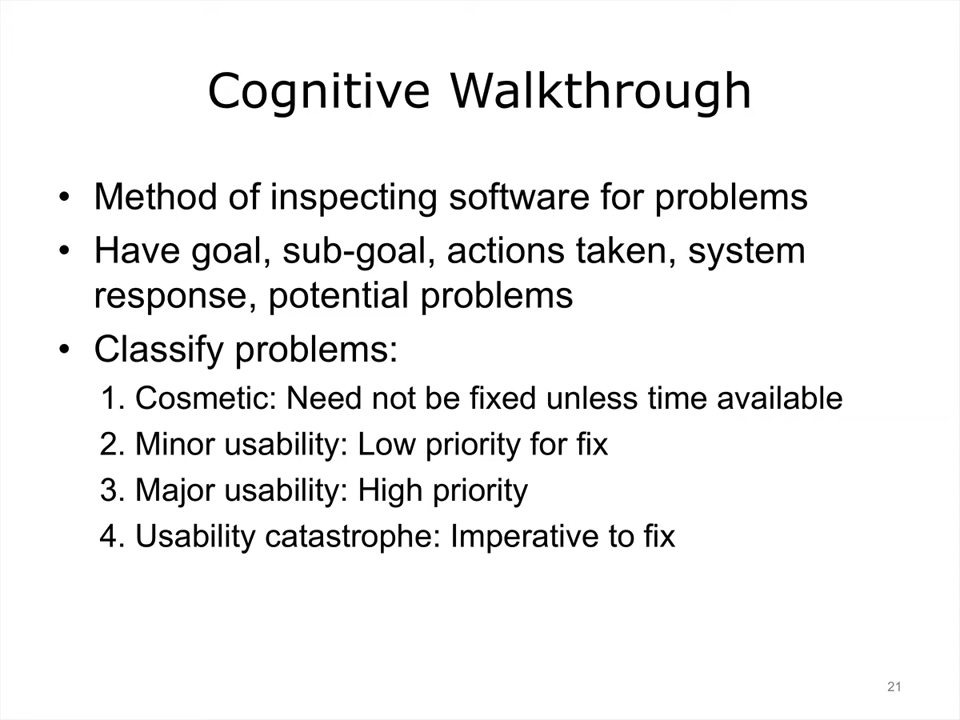 Cognitive Walkthrough
• Method of inspecting software for problems
• Have goal, sub-goal, actions taken, system
response, potential problems
• Classify problems:
1. Cosmetic: Need not be fixed unless time available
2. Minor usability: Low priority for fix
3. Major usability: High priority
4. Usability catastrophe: Imperative to fix
21